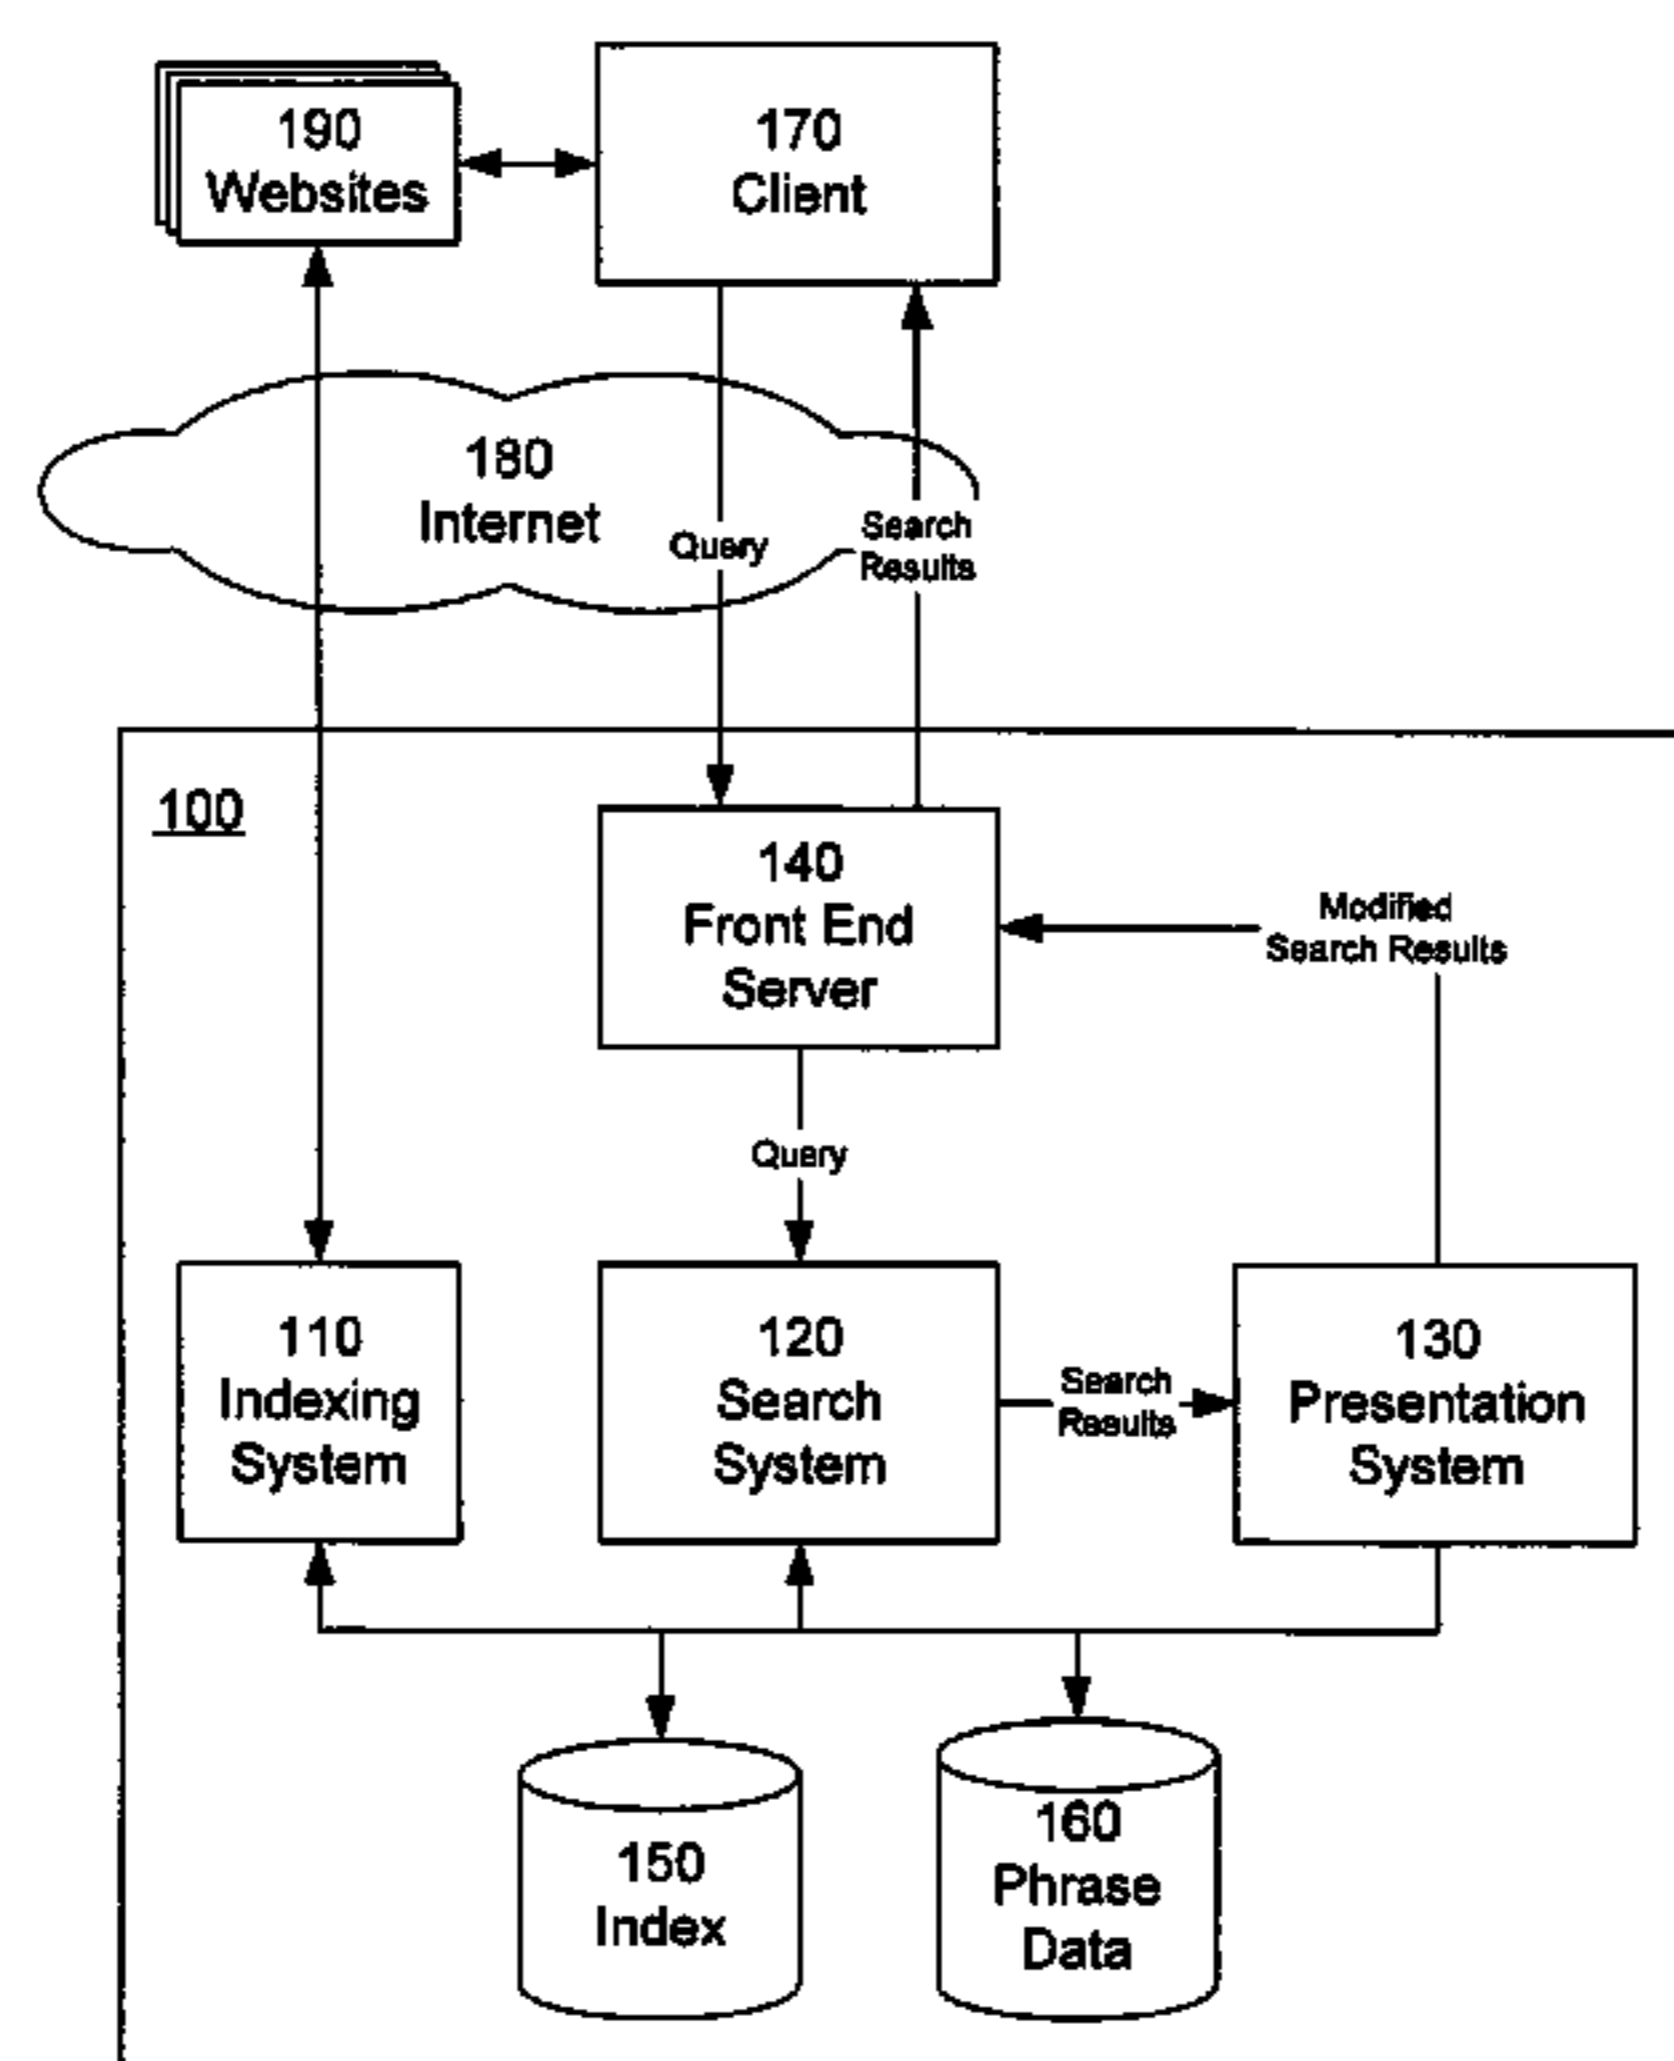 190
Websites
170
Client
180
Internet
Query
Search
Results
100
140
Front End
Server
Modified
Search Results
Query
110
Indexing
System
120
Search
System
Search
Results
130
Presentation
System
150
Index
160
Phrase
Data